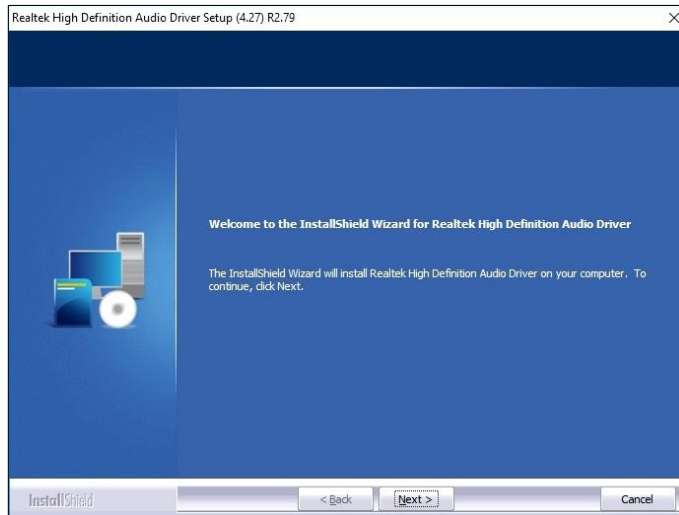 Realtek High Definition Audio Driver Setup (4.27) R2.79
Welcome to the InstallShield Wizard for Realtek High Definition Audio Driver
The InstallShield Wizard will install Realtek High Definition Audio Driver on your computer. To
continue, click Next.
InstallShield
< Back
Next >
Cancel